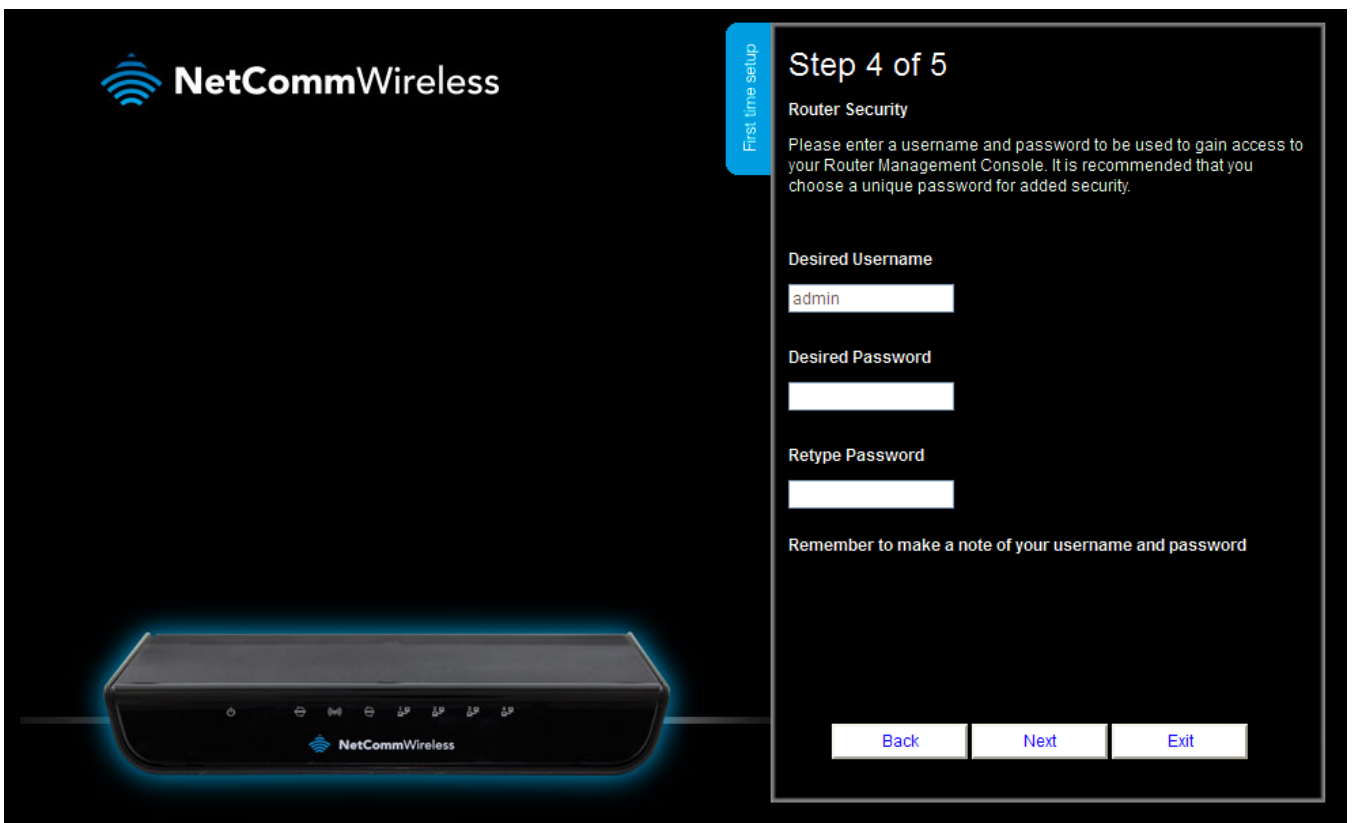 NetCommWireless
First time setup
Step 4 of 5
Router Security
Please enter a username and password to be used to gain access to
your Router Management Console. It is recommended that you
choose a unique password for added security.
Desired Username
admin
Desired Password
Retype Password
Remember to make a note of your username and password
NetCommWireless
Back
Next
Exit